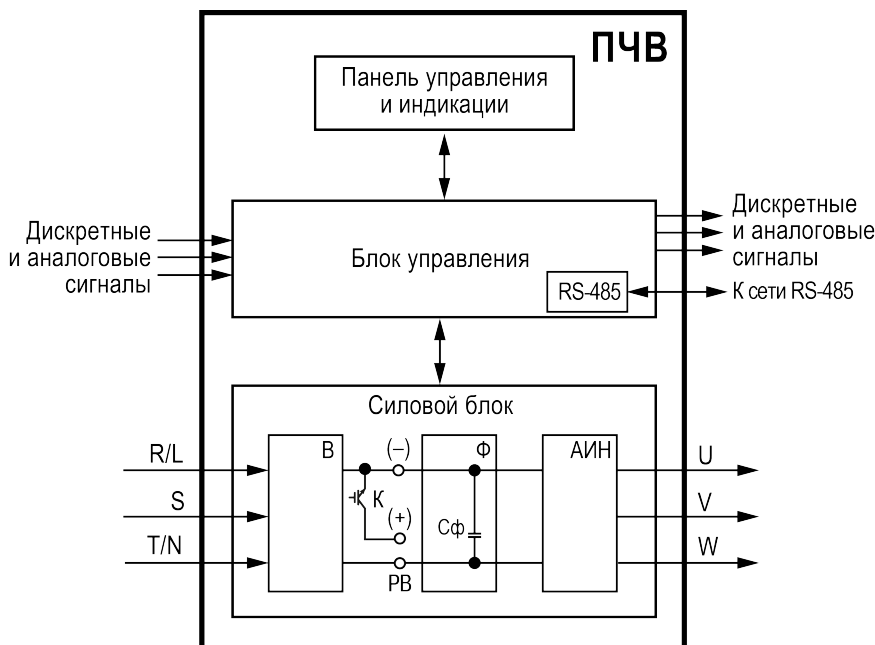 ПЧВ
Панель управления
и индикации
Дискретные
и аналоговые
сигналы
Блок управления
RS-485
Дискретные
и аналоговые
сигналы
К сети RS-485
Силовой блок
R/L
S
T/N
В
(–)
К
(+)
РВ
Ф
Сф
АИН
U
V
W